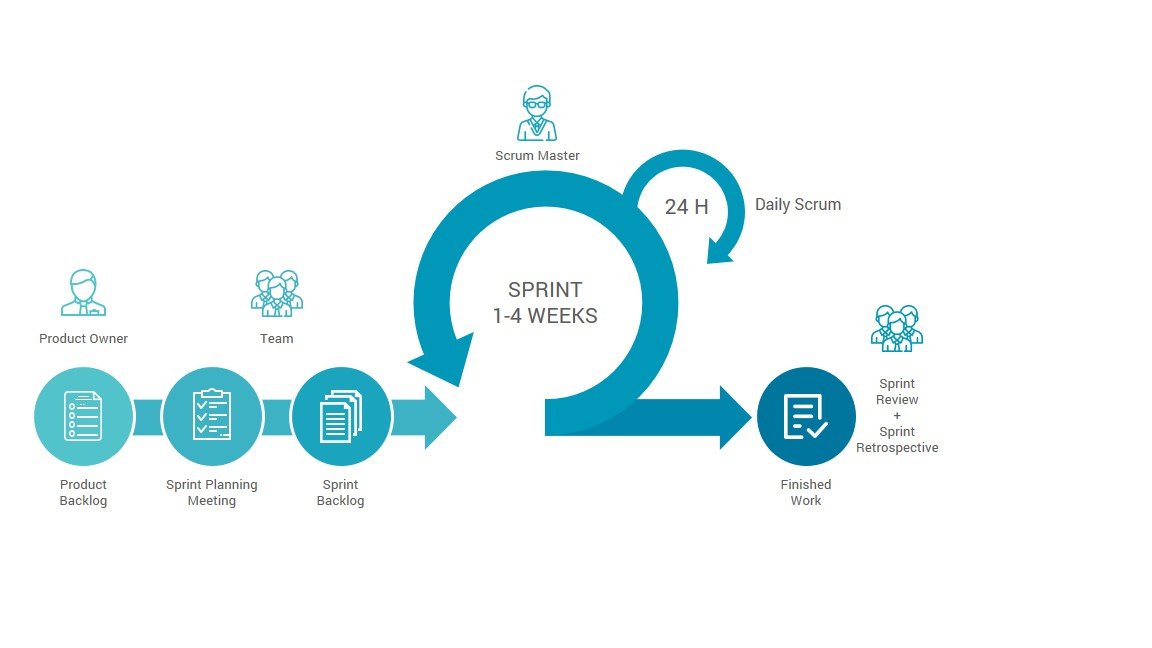 Scrum Master
24 H
Daily Scrum
SPRINT
1-4 WEEKS
Product Owner
Team
Sprint
Review
+
Sprint
Retrospective
Product
Backlog
Sprint Planning
Meeting
Sprint
Backlog
Finished
Work